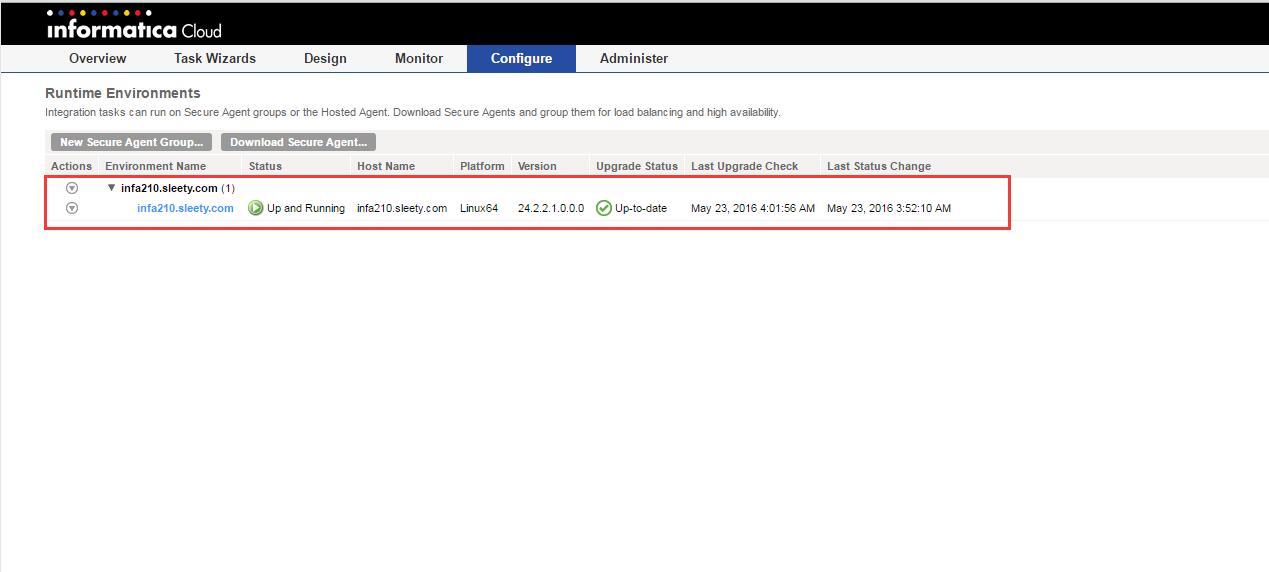 informatica Cloud
Overview Task Wizards Design Monitor Configure Administer
Runtime Environments
Integration tasks can run on Secure Agent groups or the Hosted Agent. Download Secure Agents and group them for load balancing and high availability.
New Secure Agent Group... Download Secure Agent...
Actions Environment Name Status Host Name Platform Version Upgrade Status Last Upgrade Check Last Status Change
infa210.sleety.com (1)
infa210.sleety.com Up and Running infa210.sleety.com Linux64 24.2.2.1.0.0.0 Up-to-date May 23, 2016 4:01:56 AM May 23, 2016 3:52:10 AM